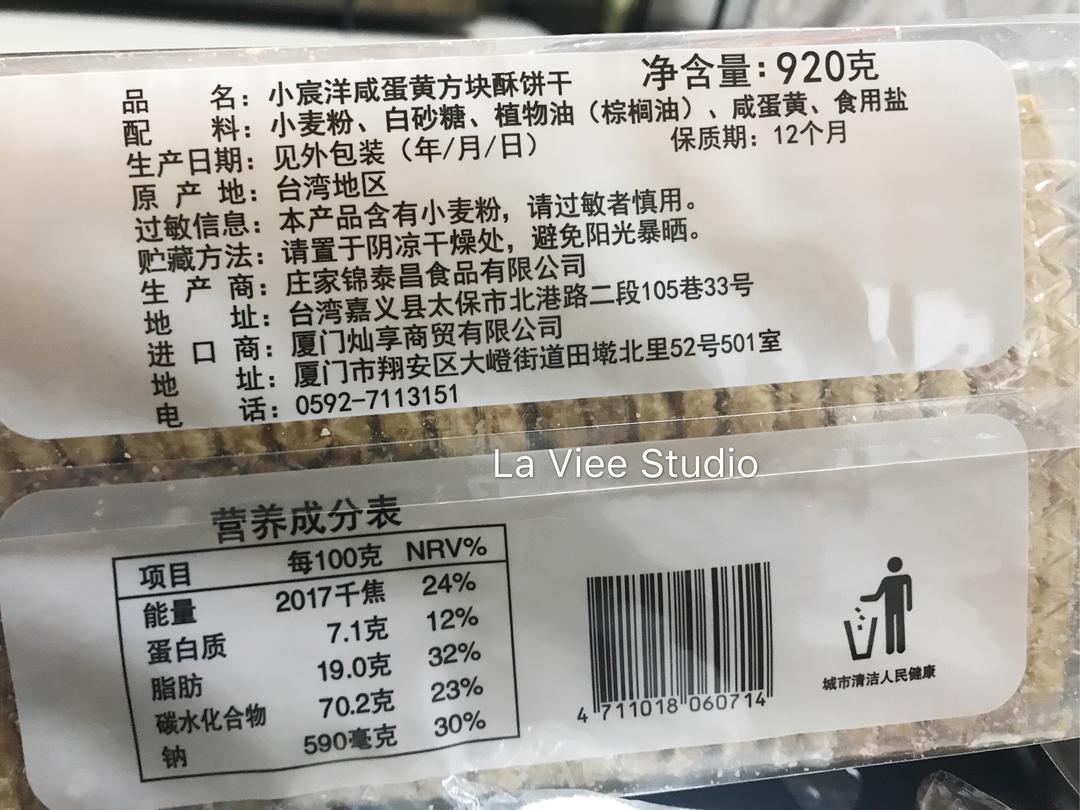 净含量：920克
品名：小宸洋咸蛋黄方块酥饼干
配料：小麦粉、白砂糖、植物油（棕榈油）、咸蛋黄、食用盐
生产日期：见外包装（年/月/日） 保质期：12个月
原产地：台湾地区
过敏信息：本产品含有小麦粉，请过敏者慎用。
贮藏方法：请置于阴凉干燥处，避免阳光暴晒。
生产商：庄家锦泰昌食品有限公司
地址：台湾嘉义县太保市北港路二段105巷33号
进口商：厦门灿享商贸有限公司
地址：厦门市翔安区大嶝街道田墘北里52号501室
电话：0592-7113151
La Viee Studio
营养成分表
项目 每100克 NRV%
能量 2017千焦 24%
蛋白质 7.1克 12%
脂肪 19.0克 32%
碳水化合物 70.2克 23%
钠 590毫克 30%
4 711018 060714
城市清洁人民健康